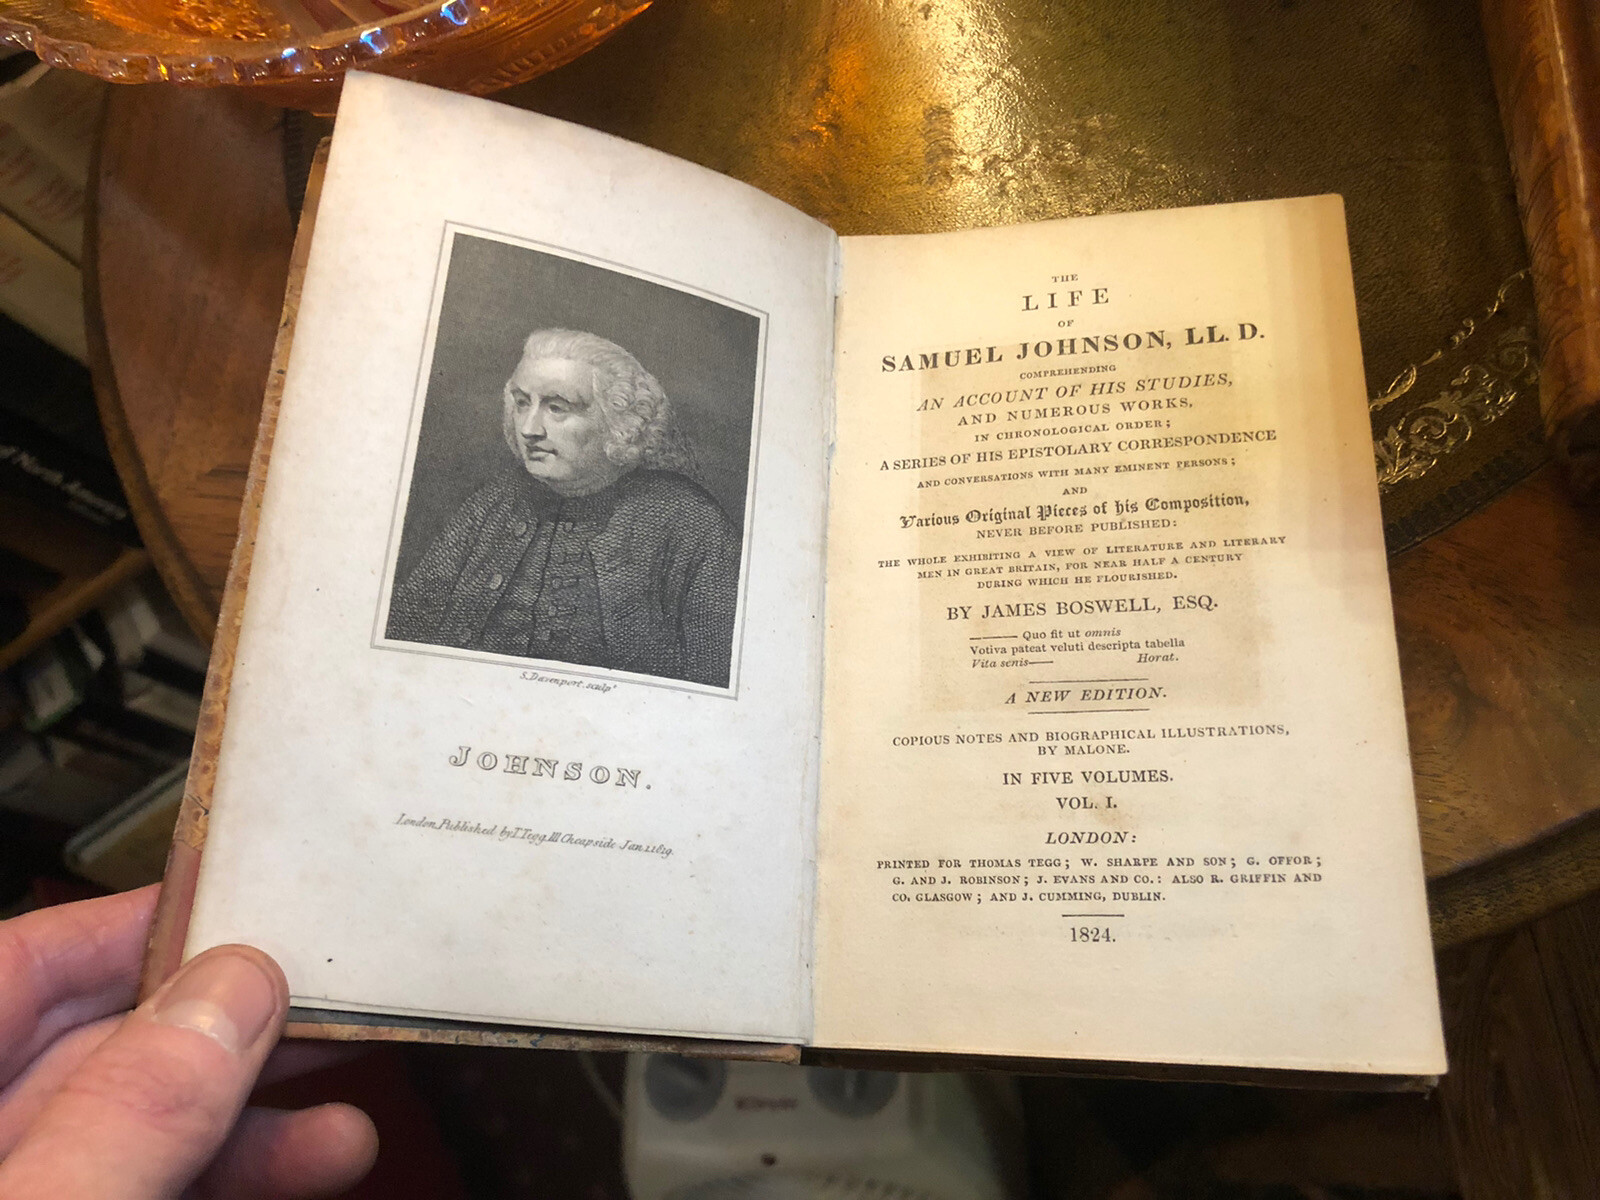 S. Davenport. sculpt
JOHNSON.
London, Published by T. Tegg, 111 Cheapside Jan. 1. 1819.
THE
LIFE
OF
SAMUEL JOHNSON, LL. D.
COMPREHENDING
AN ACCOUNT OF HIS STUDIES,
AND NUMEROUS WORKS,
IN CHRONOLOGICAL ORDER;
A SERIES OF HIS EPISTOLARY CORRESPONDENCE
AND CONVERSATIONS WITH MANY EMINENT PERSONS;
AND
Various Original Pieces of his Composition,
NEVER BEFORE PUBLISHED:
THE WHOLE EXHIBITING A VIEW OF LITERATURE AND LITERARY
MEN IN GREAT BRITAIN, FOR NEAR HALF A CENTURY
DURING WHICH HE FLOURISHED.
BY JAMES BOSWELL, ESQ.
——— Quo fit ut omnis
Votiva pateat veluti descripta tabella
Vita senis—— Horat.
A NEW EDITION.
COPIOUS NOTES AND BIOGRAPHICAL ILLUSTRATIONS,
BY MALONE.
IN FIVE VOLUMES.
VOL. I.
LONDON:
PRINTED FOR THOMAS TEGG; W. SHARPE AND SON; G. OFFOR;
G. AND J. ROBINSON; J. EVANS AND CO.: ALSO R. GRIFFIN AND
CO. GLASGOW; AND J. CUMMING, DUBLIN.
1824.